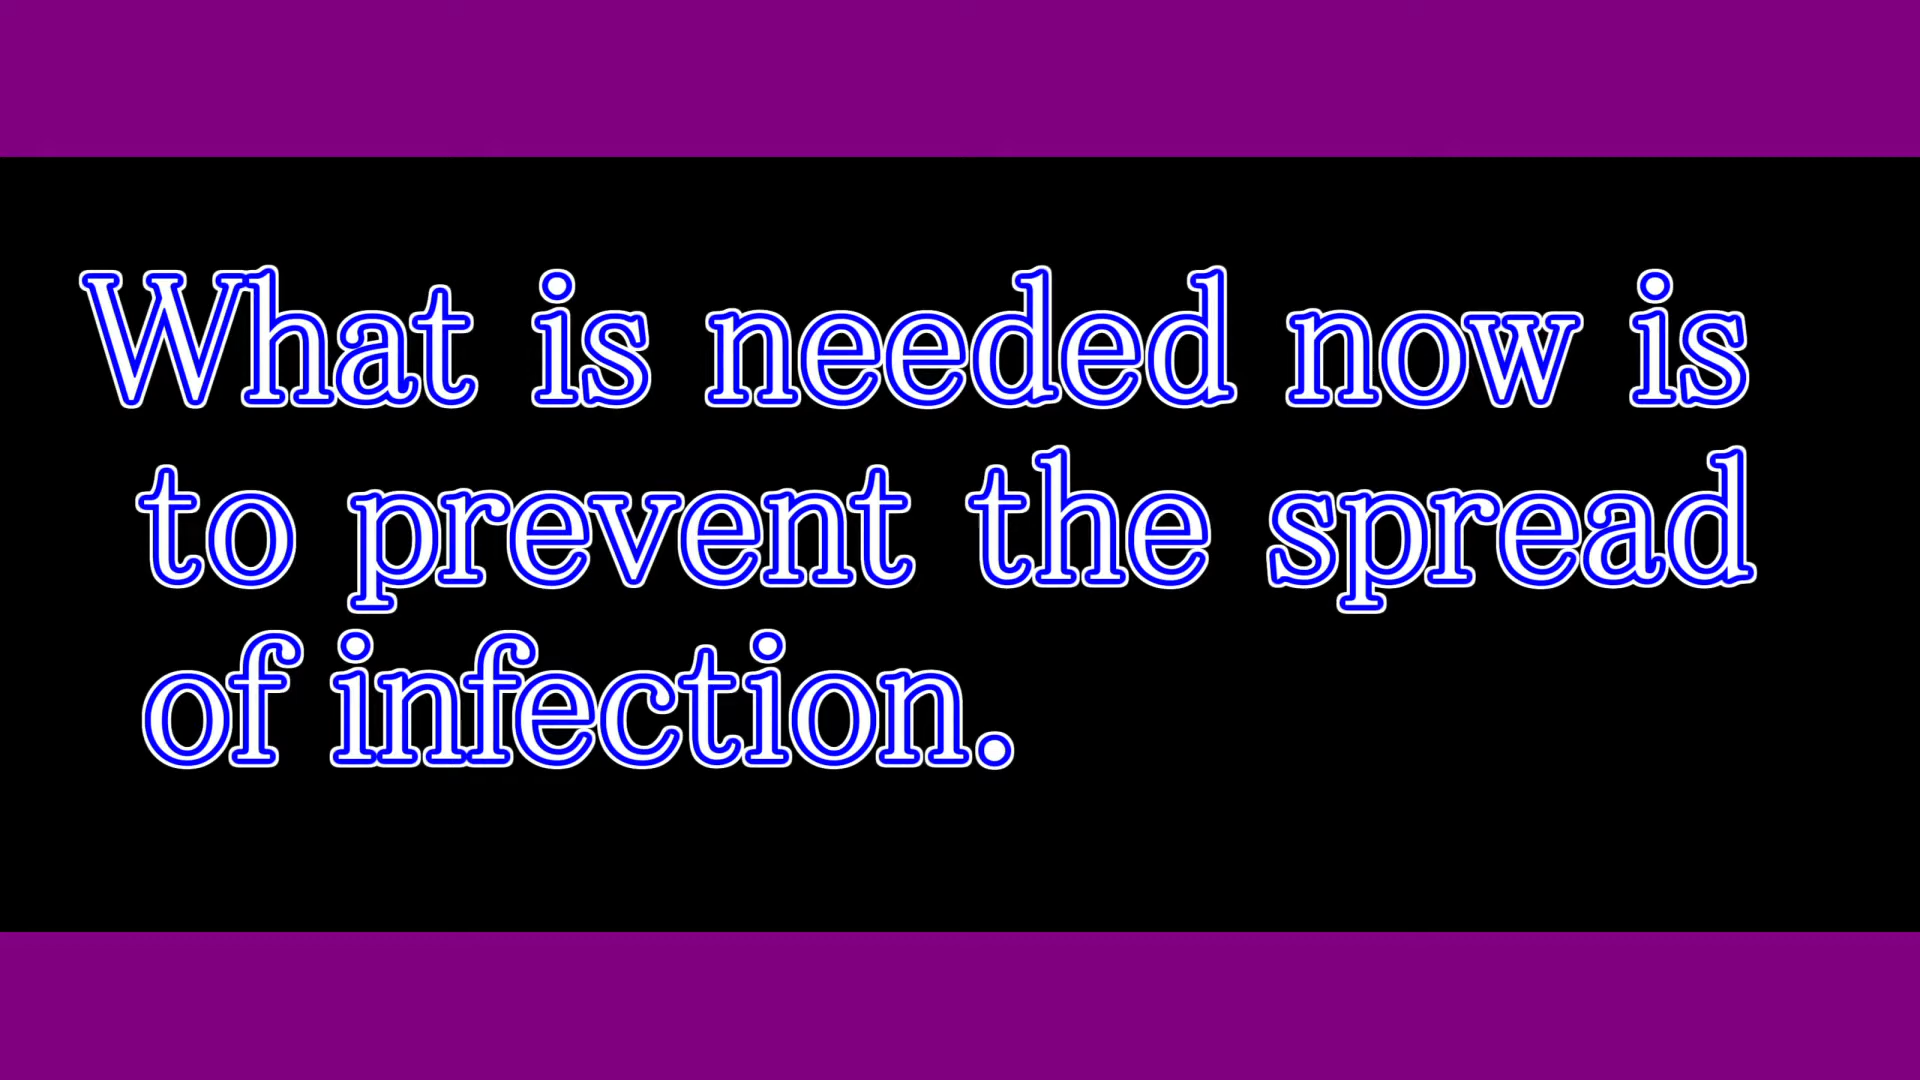 What is needed now is
to prevent the spread
of infection.